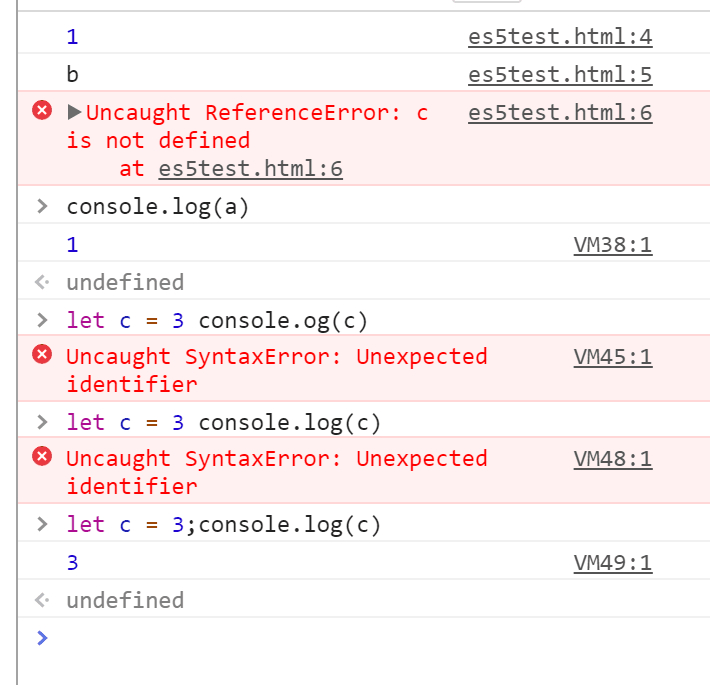 1 es5test.html:4
b es5test.html:5
Uncaught ReferenceError: c es5test.html:6
is not defined
at es5test.html:6
> console.log(a)
1 VM38:1
undefined
> let c = 3 console.og(c)
Uncaught SyntaxError: Unexpected VM45:1
identifier
> let c = 3 console.log(c)
Uncaught SyntaxError: Unexpected VM48:1
identifier
> let c = 3;console.log(c)
3 VM49:1
undefined
>